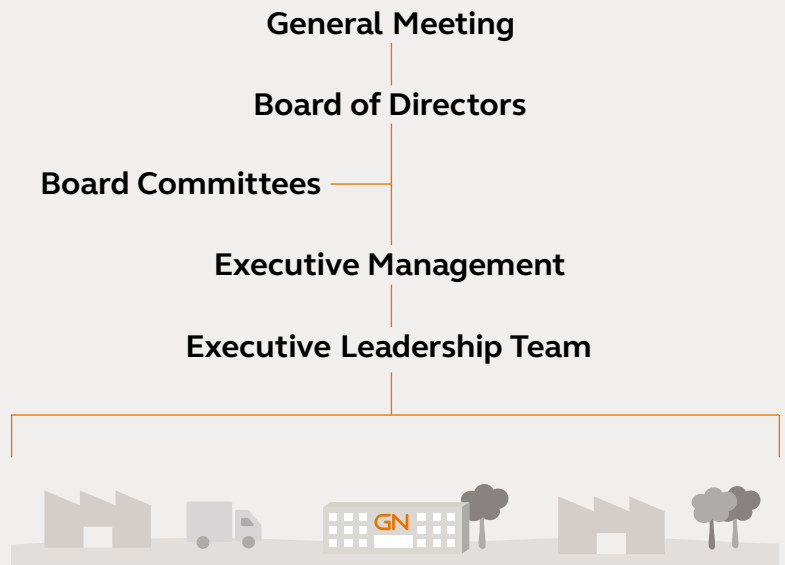 General Meeting
Board of Directors
Board Committees
Executive Management
Executive Leadership Team
GN